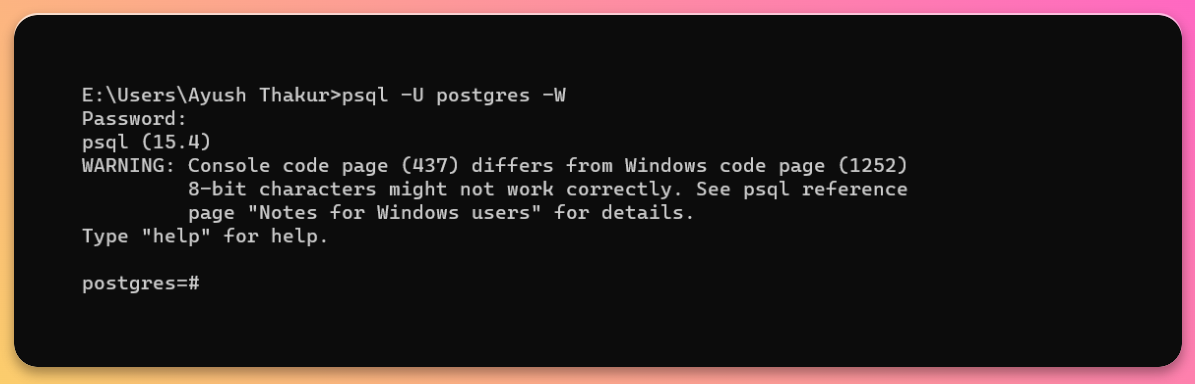 E:\Users\Ayush Thakur>psql -U postgres -W
Password:
psql (15.4)
WARNING: Console code page (437) differs from Windows code page (1252)
         8-bit characters might not work correctly. See psql reference
         page "Notes for Windows users" for details.
Type "help" for help.

postgres=#